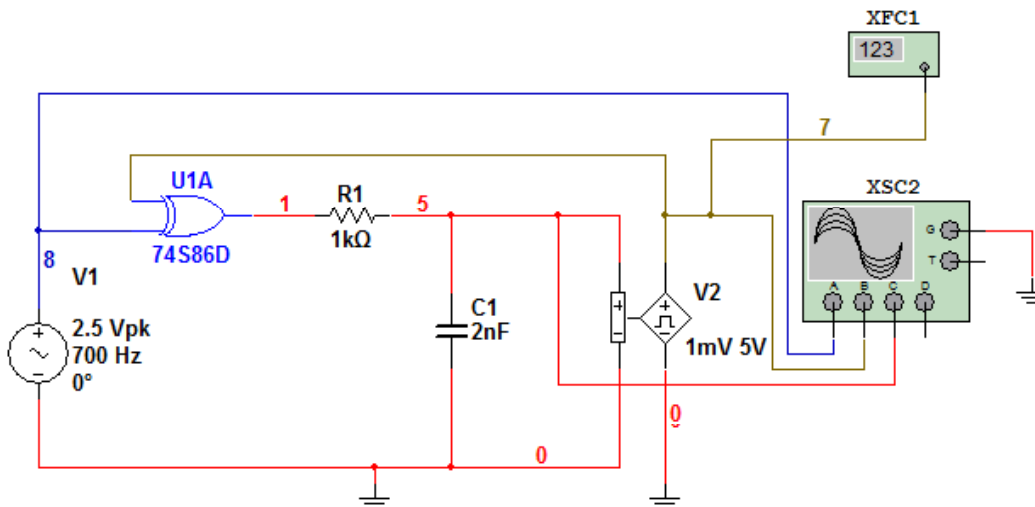 XFC1
123
7
U1A
74S86D
1
R1
1kΩ
5
XSC2
G
T
A B C D
8
V1
2.5 Vpk
700 Hz
0°
C1
2nF
V2
1mV 5V
0
0